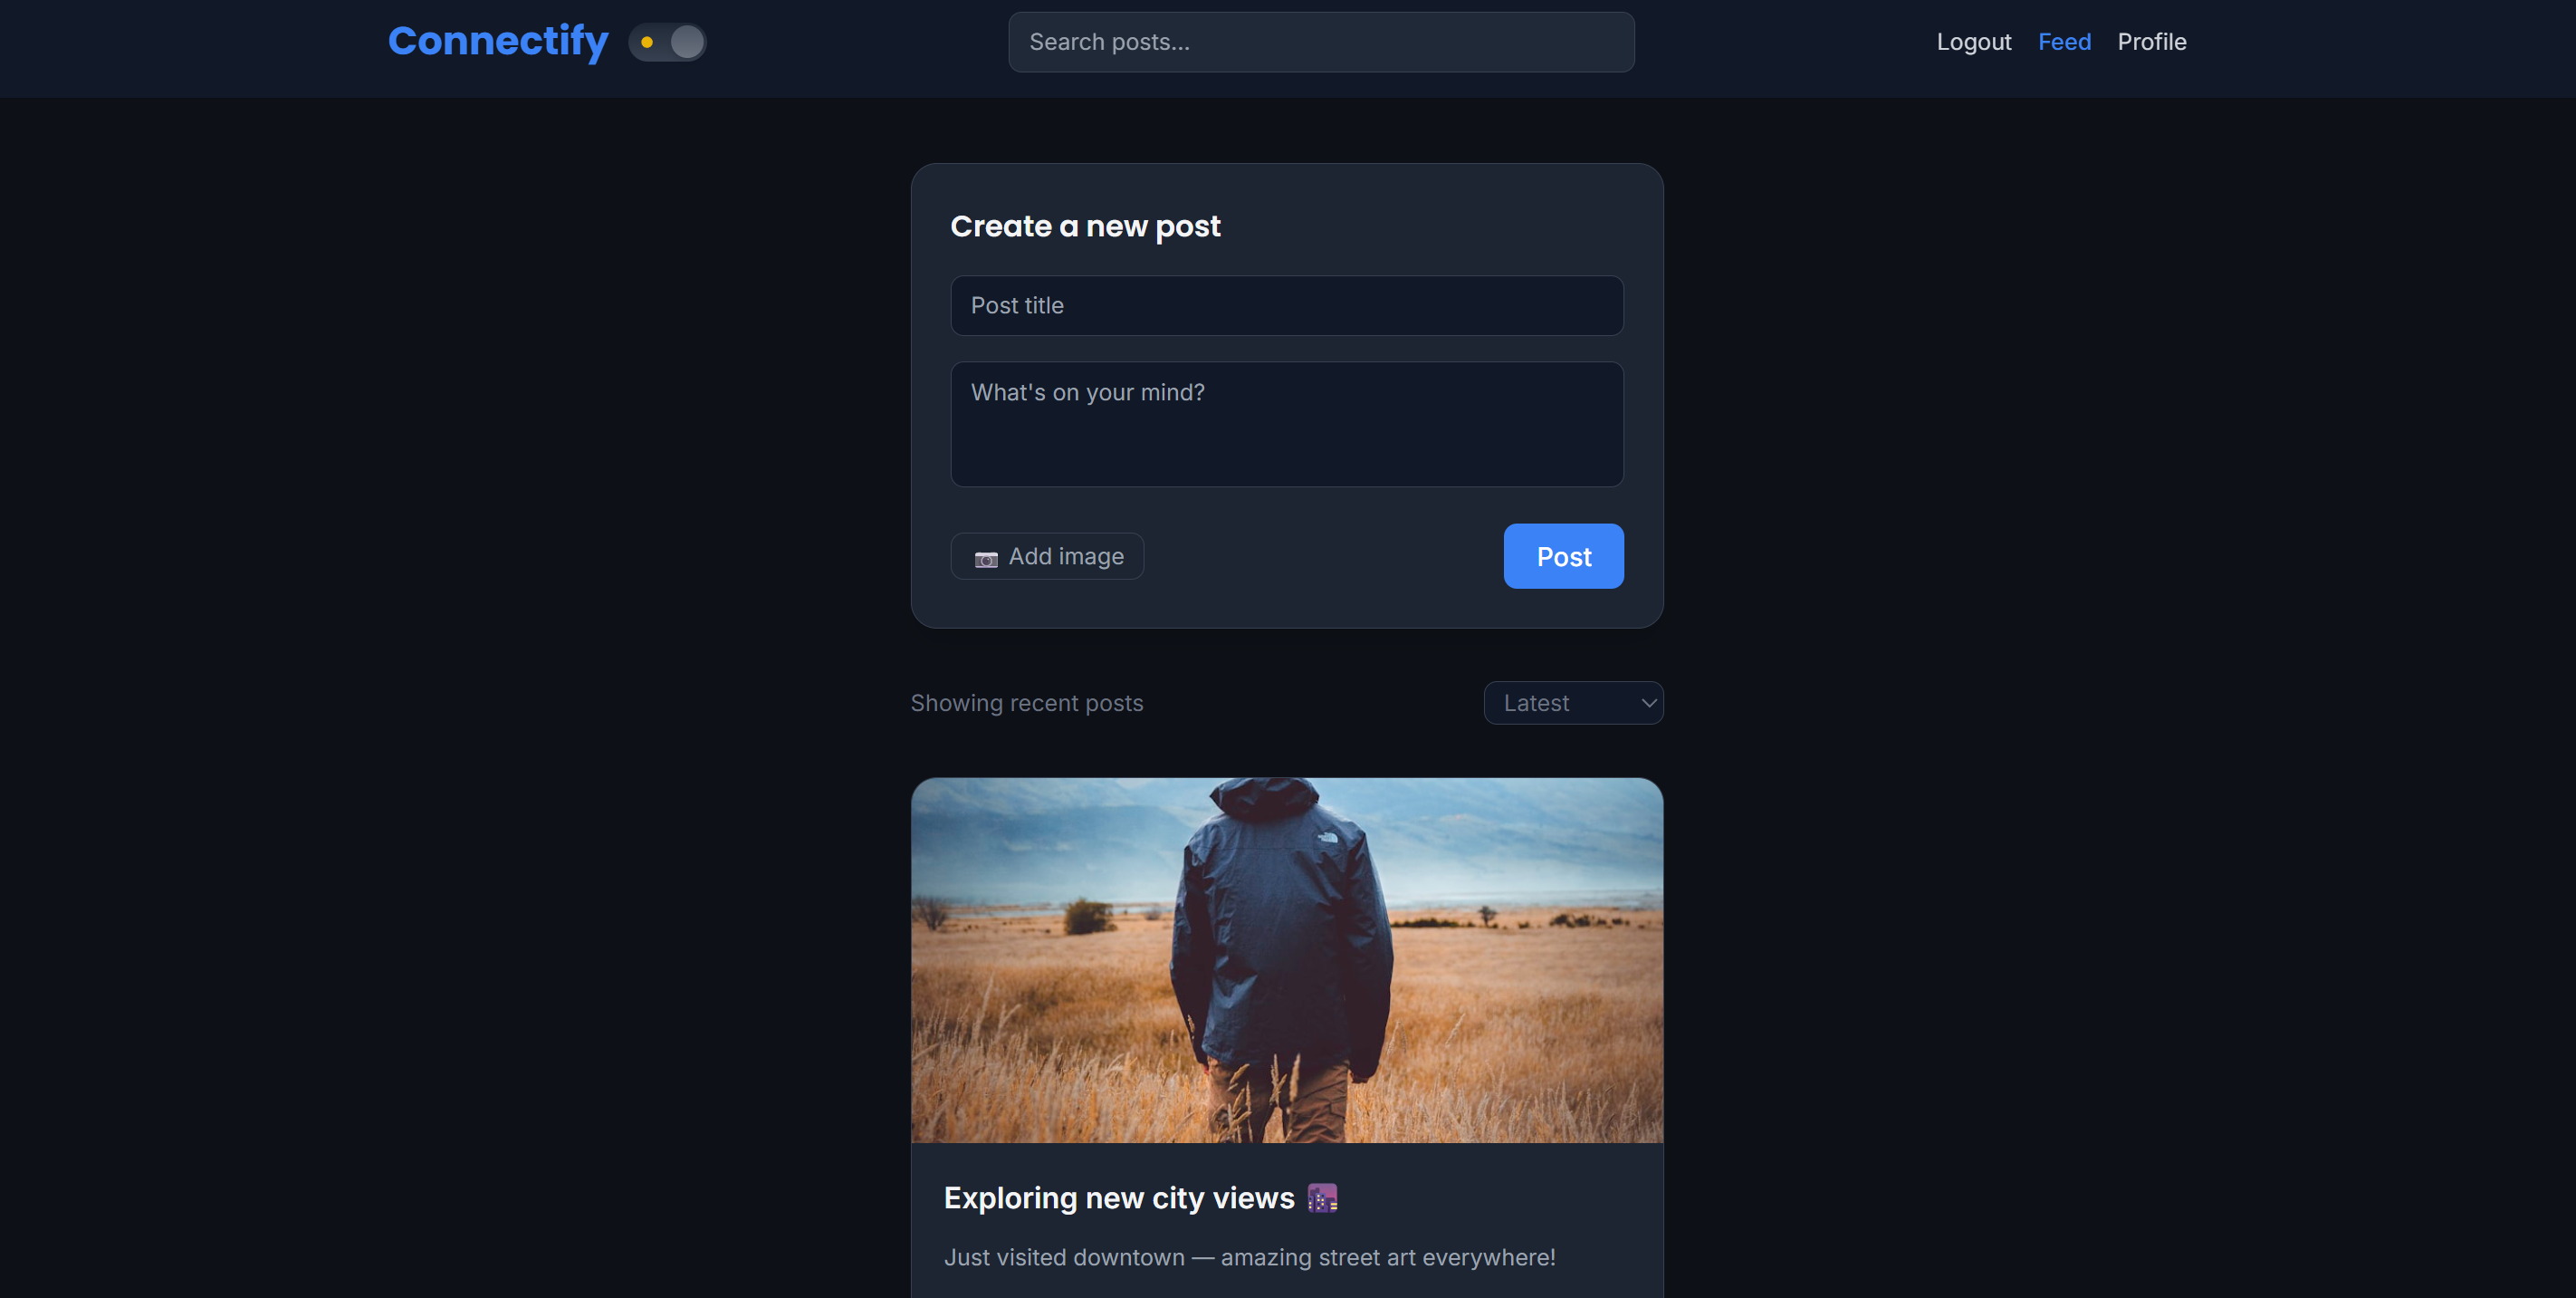 Connectify
Search posts...
Logout Feed Profile
Create a new post
Post title
What's on your mind?
📷 Add image
Post
Showing recent posts
Latest
Exploring new city views 🌆
Just visited downtown — amazing street art everywhere!